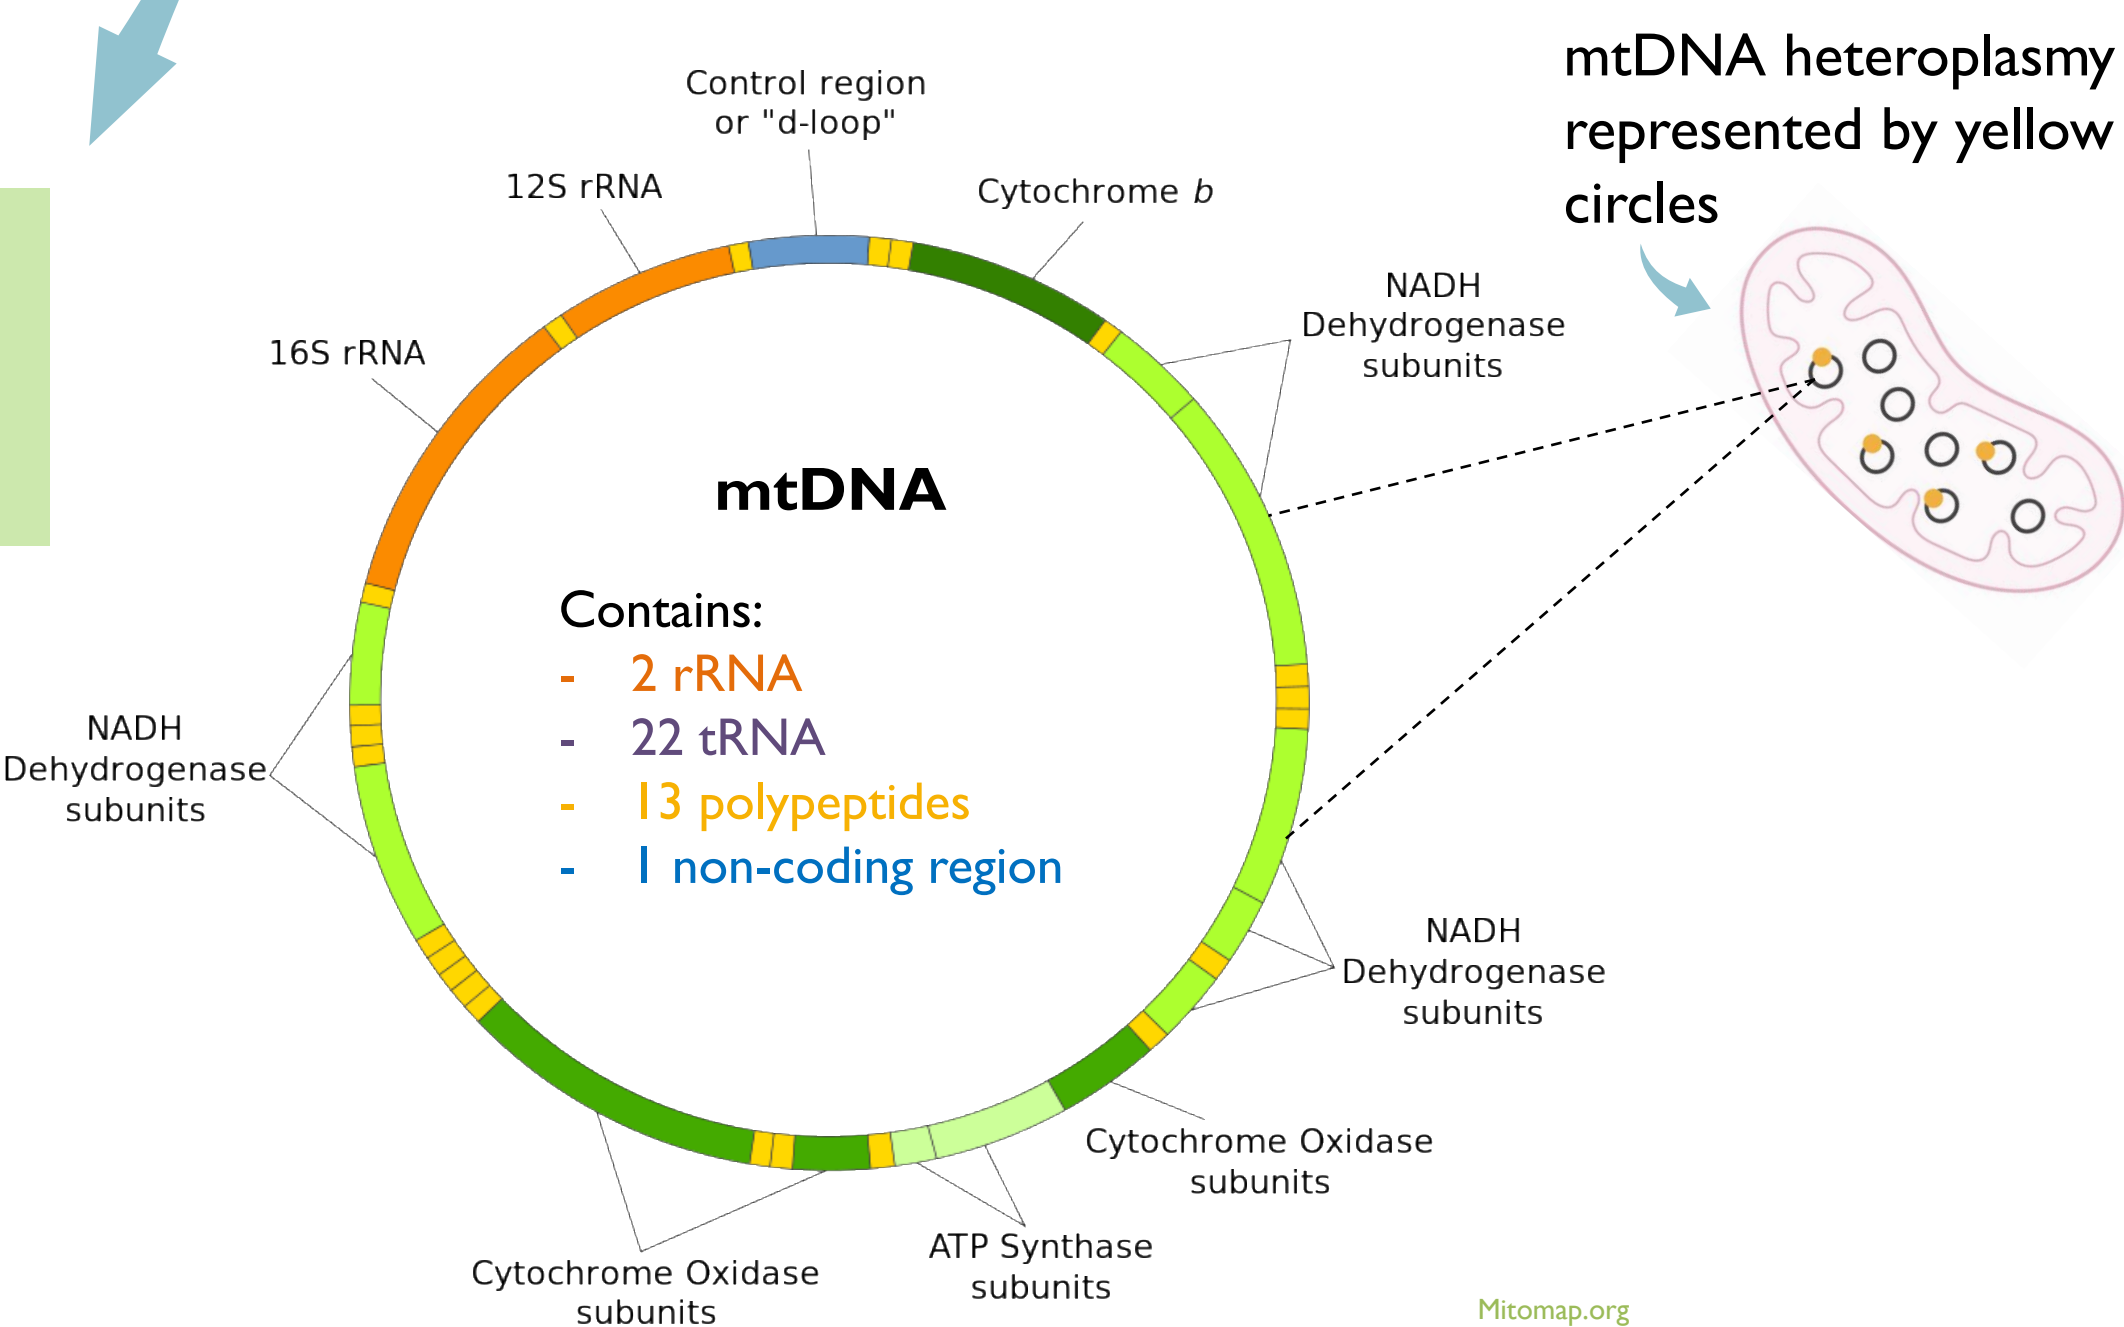 mtDNA heteroplasmy
represented by yellow
circles
Control region
or "d-loop"
12S rRNA
Cytochrome b
NADH
Dehydrogenase
subunits
16S rRNA
mtDNA
Contains:
- 2 rRNA
- 22 tRNA
- 13 polypeptides
- 1 non-coding region
NADH
Dehydrogenase
subunits
NADH
Dehydrogenase
subunits
Cytochrome Oxidase
subunits
ATP Synthase
subunits
Cytochrome Oxidase
subunits
Mitomap.org